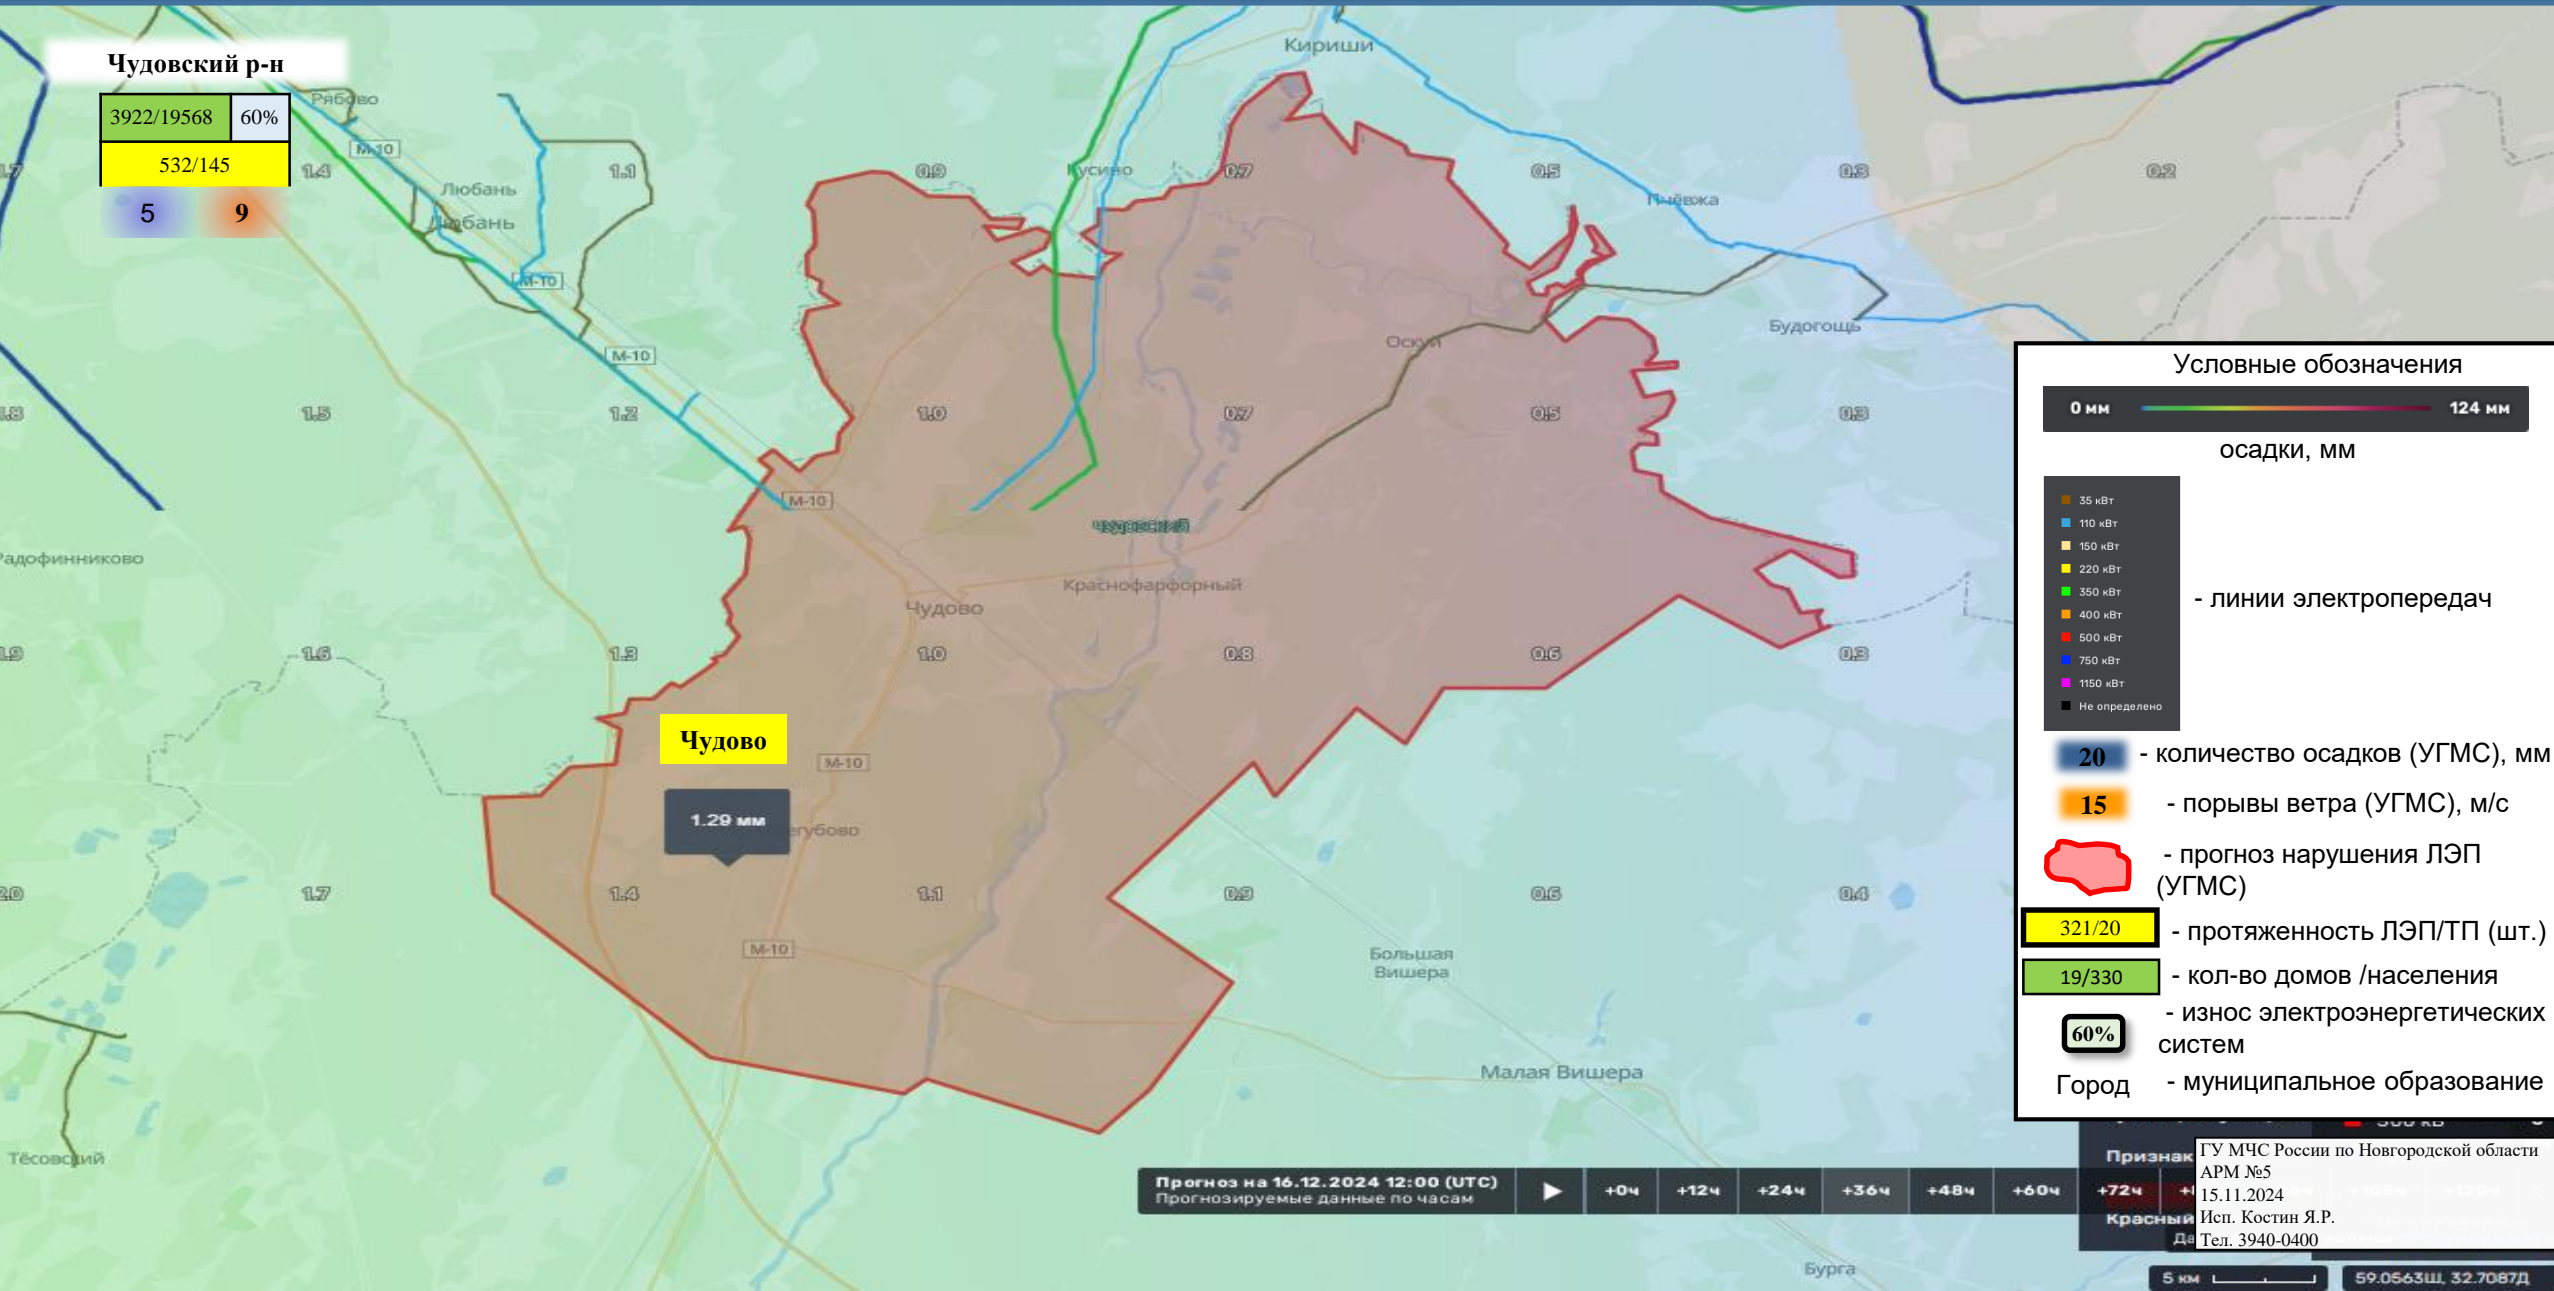 Чудовский р-н
3922/19568 60%
532/145
5 9
Кириши
Рябово
М-10
1.4
1.1
0.9
0.7
0.5
0.3
0.2
Любань
Любань
Пчёвжа
М-10
Будогощь
М-10
Оскуй
1.5
1.2
1.0
0.7
0.5
0.3
М-10
Радофинниково
Краснофарфорный
Чудово
1.6
1.3
1.0
0.8
0.6
0.3
Чудово
М-10
1.29 мм
1.7
1.4
1.1
0.9
0.6
0.4
М-10
Большая
Вишера
Малая Вишера
Тёсовский
Бурга
Условные обозначения
0 мм 124 мм
осадки, мм
35 кВт
110 кВт
150 кВт
220 кВт
350 кВт
400 кВт
500 кВт
750 кВт
1150 кВт
Не определено
- линии электропередач
20 - количество осадков (УГМС), мм
15 - порывы ветра (УГМС), м/с
- прогноз нарушения ЛЭП
(УГМС)
321/20 - протяженность ЛЭП/ТП (шт.)
19/330 - кол-во домов /населения
60% - износ электроэнергетических
систем
Город - муниципальное образование
Прогноз на 16.12.2024 12:00 (UTC)
Прогнозируемые данные по часам
+0ч +12ч +24ч +36ч +48ч +60ч +72ч
Признак
Красный
ГУ МЧС России по Новгородской области
АРМ №5
15.11.2024
Исп. Костин Я.Р.
Тел. 3940-0400
5 км
59.0563Ш, 32.7087Д